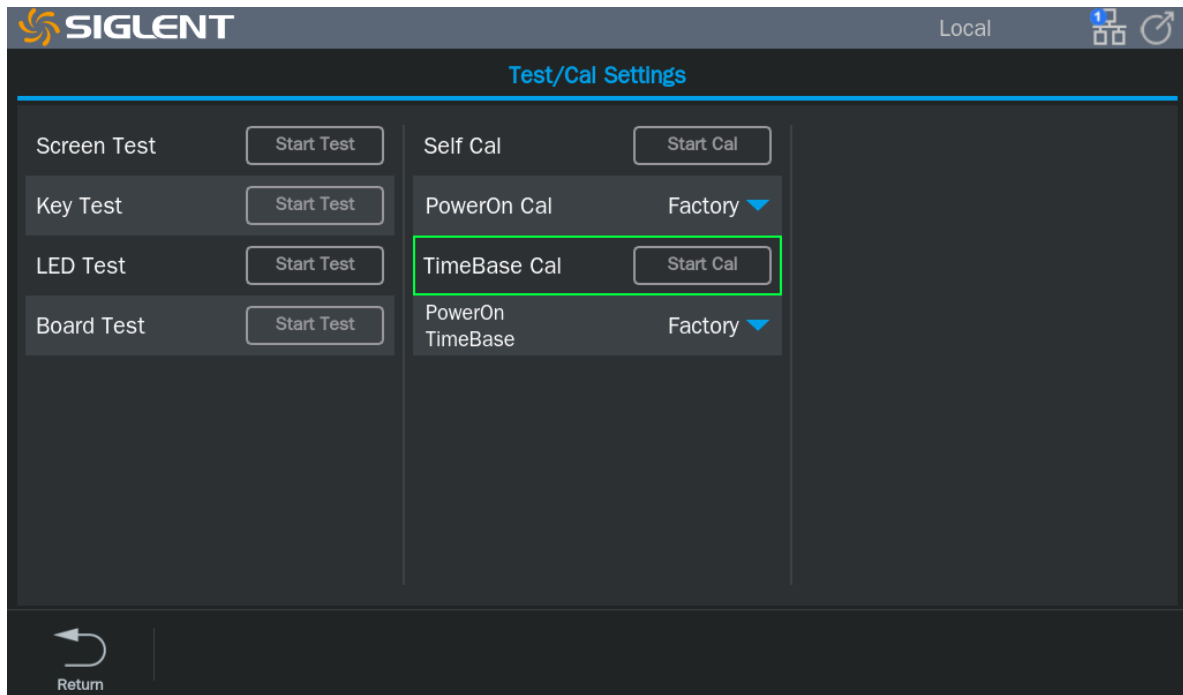 SIGLENT
Local
1
Test/Cal Settings
Screen Test
Start Test
Key Test
Start Test
LED Test
Start Test
Board Test
Start Test
Self Cal
Start Cal
PowerOn Cal
Factory
TimeBase Cal
Start Cal
PowerOn
TimeBase
Factory
Return